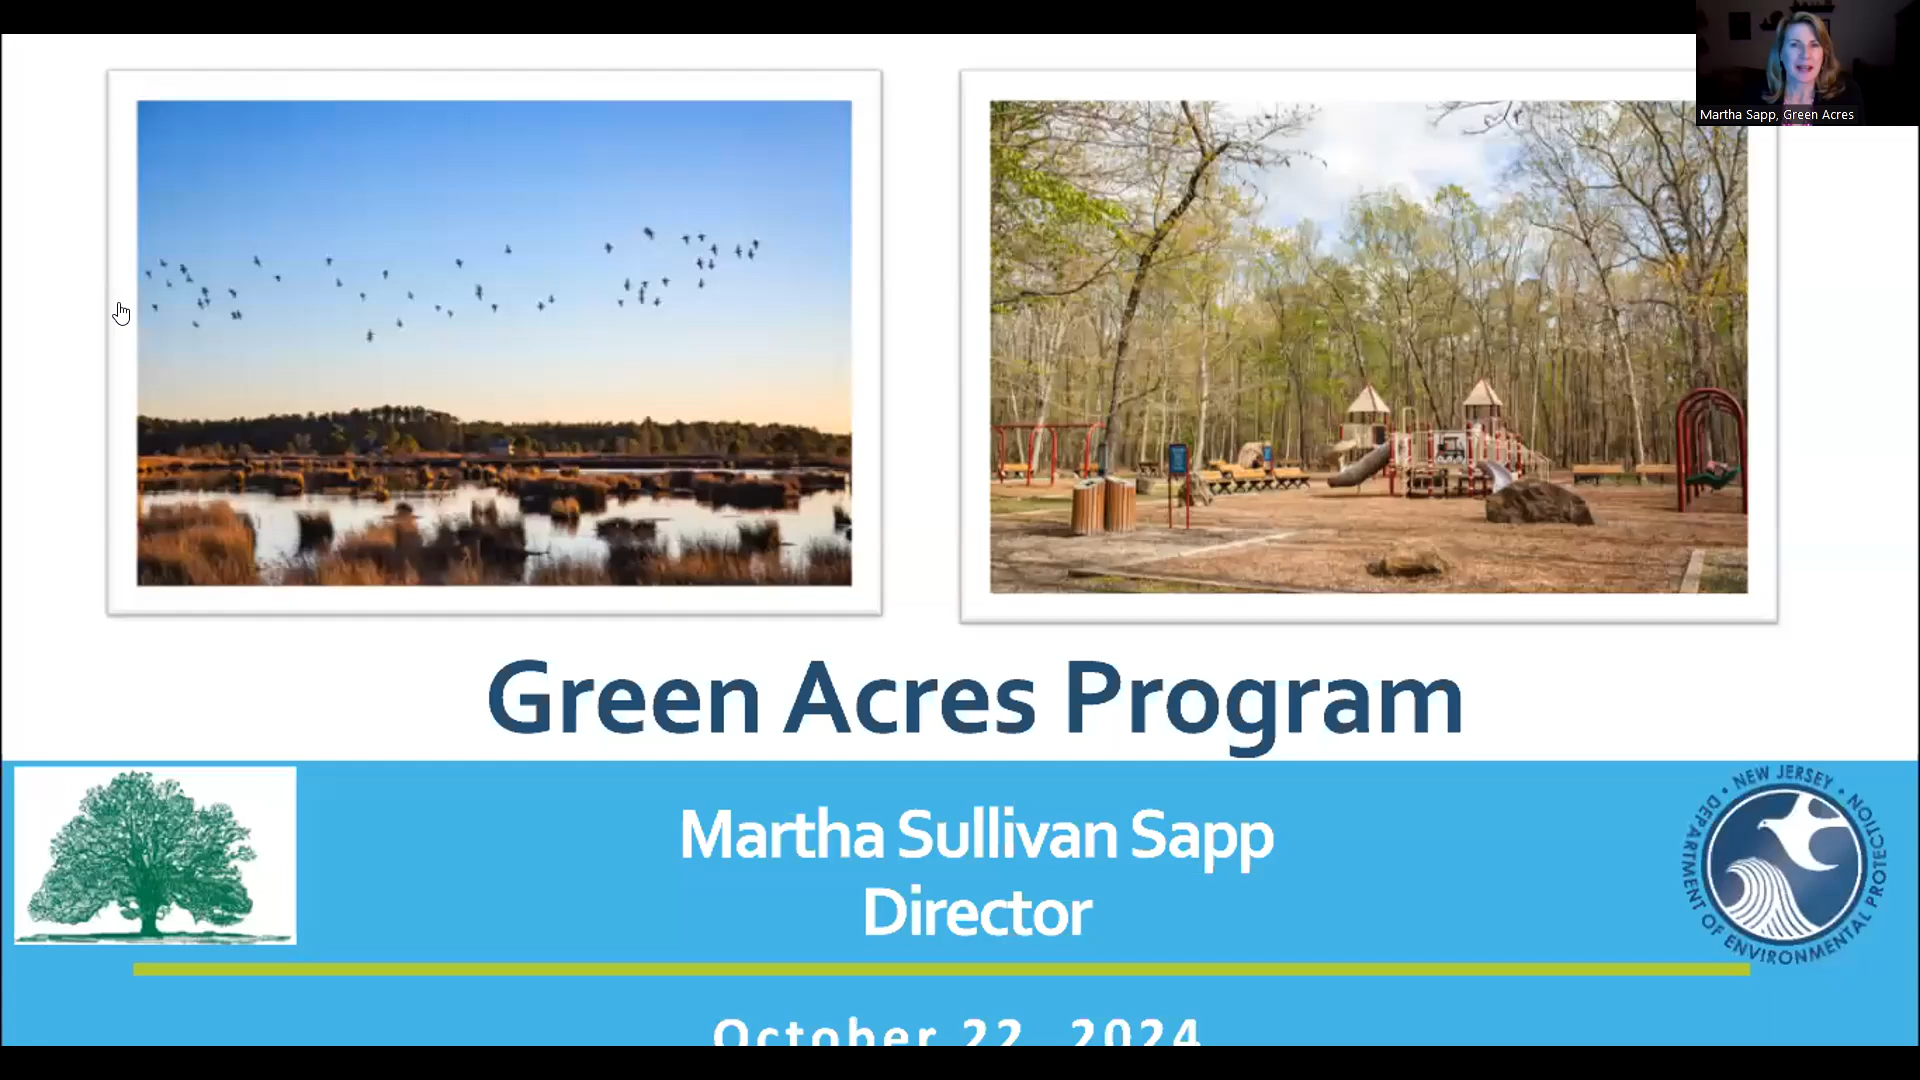 Martha Sapp, Green Acres
Green Acres Program
Martha Sullivan Sapp
Director
• NEW JERSEY •
DEPARTMENT OF ENVIRONMENTAL PROTECTION
October 22, 2024